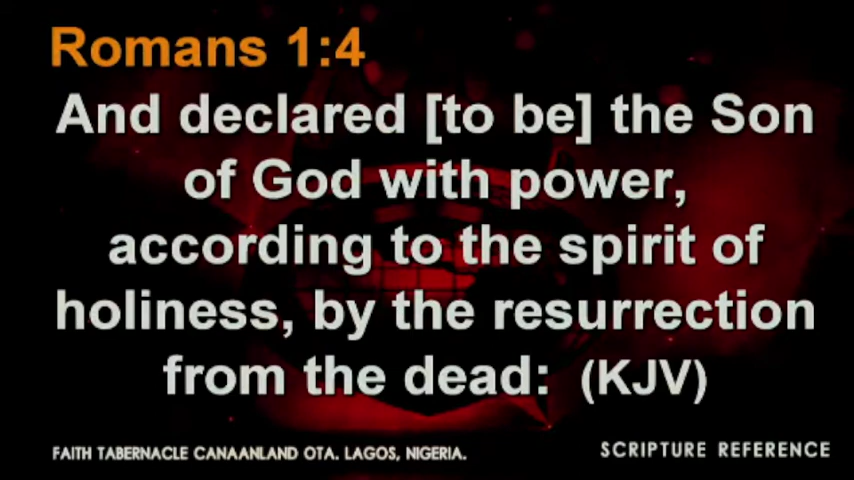 Romans 1:4
And declared [to be] the Son
of God with power,
according to the spirit of
holiness, by the resurrection
from the dead: (KJV)
FAITH TABERNACLE CANAANLAND OTA. LAGOS, NIGERIA.
SCRIPTURE REFERENCE